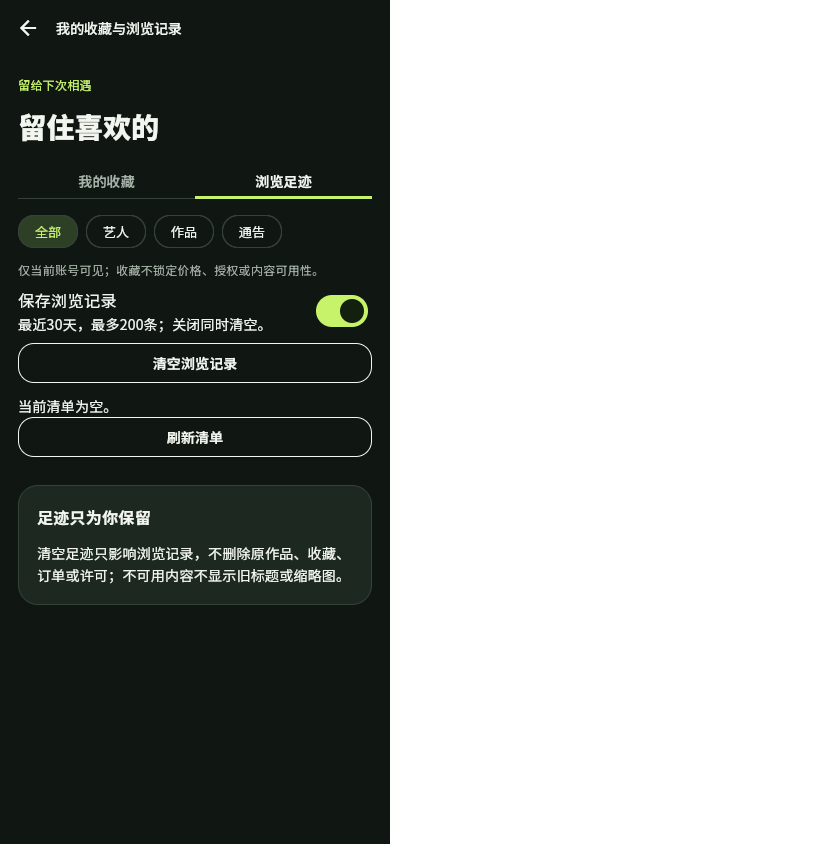 我的收藏与浏览记录
留给下次相遇
留住喜欢的
我的收藏
浏览足迹
全部
艺人
作品
通告
仅当前账号可见；收藏不锁定价格、授权或内容可用性。
保存浏览记录
最近30天，最多200条；关闭同时清空。
清空浏览记录
当前清单为空。
刷新清单
足迹只为你保留
清空足迹只影响浏览记录，不删除原作品、收藏、
订单或许可；不可用内容不显示旧标题或缩略图。